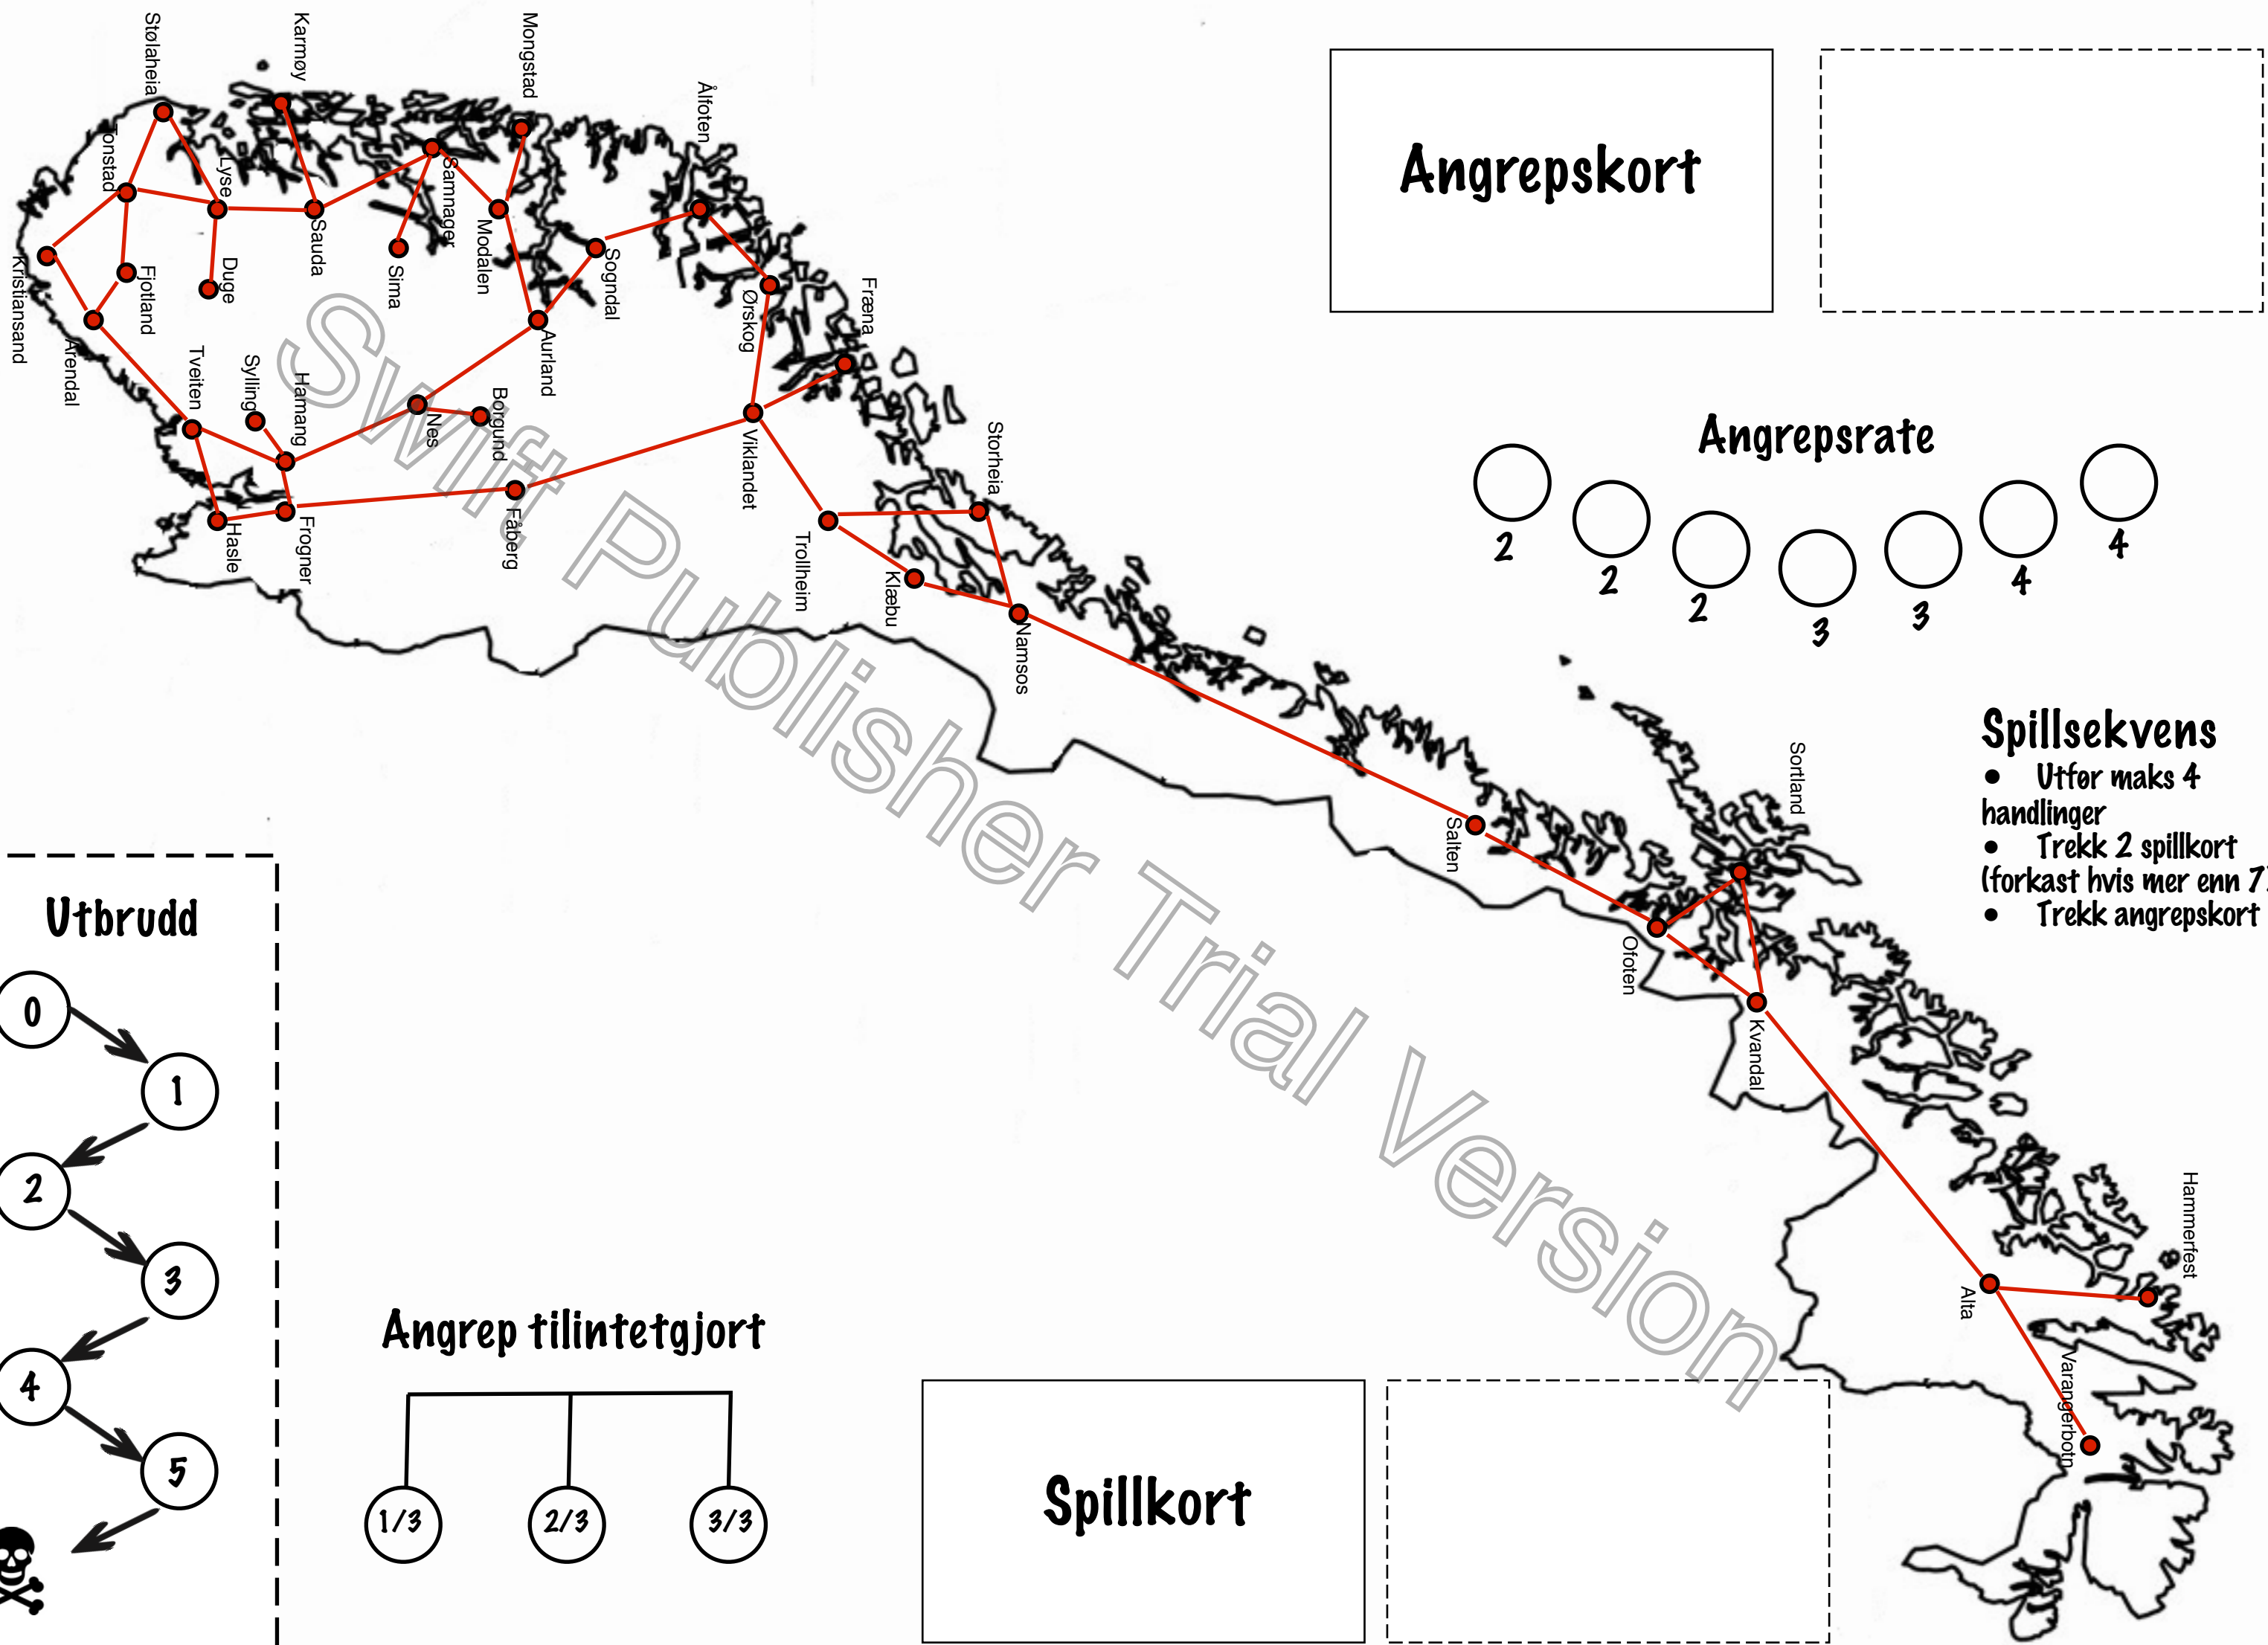 Angrepskort
Angrepsrate
2
2
2
3
3
4
4
Spillsekvens
• Utfør maks 4
handlinger
• Trekk 2 spillkort
(forkast hvis mer enn 7)
• Trekk angrepskort
Stølaheia
Karmøy
Mongstad
Ålfoten
Tonstad
Lyse
Samnager
Sauda
Sima
Modalen
Sogndal
Kristiansand
Fjotland
Duge
Ørskog
Fræna
Arendal
Tveiten
Sylling
Hamang
Nes
Borgund
Aurland
Viklandet
Storheia
Hasle
Frogner
Fåberg
Trollheim
Klæbu
Namsos
Salten
Sortland
Ofoten
Kvandal
Alta
Hammerfest
Varangerbotn
Swift Publisher Trial Version
Utbrudd
0
1
2
3
4
5
Angrep tilintetgjort
1/3
2/3
3/3
Spillkort